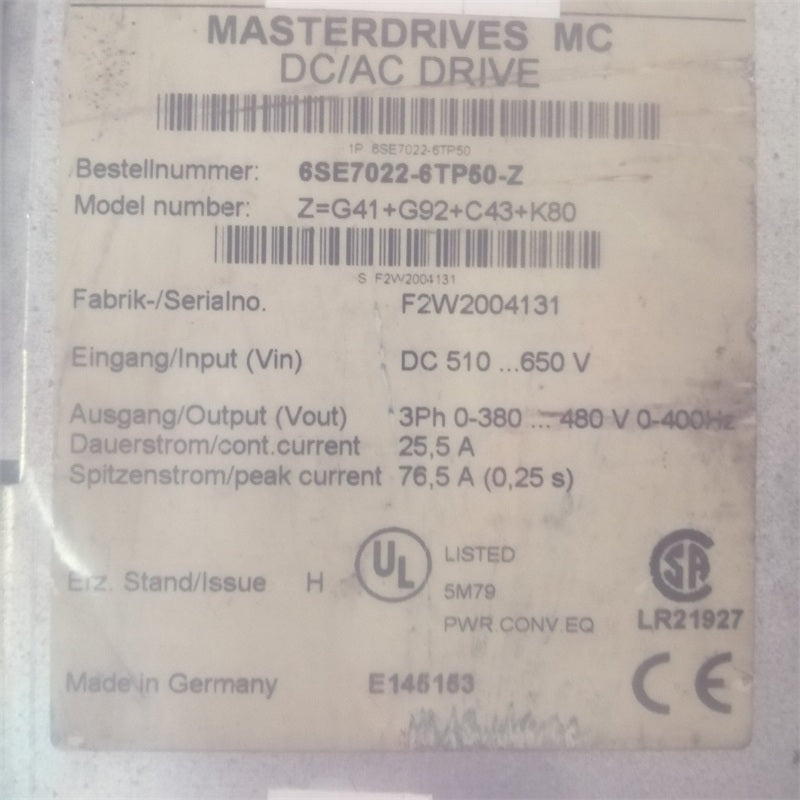 MASTERDRIVES MC
DC/AC DRIVE
1P 6SE7022-6TP50
Bestellnummer: 6SE7022-6TP50-Z
Model number: Z=G41+G92+C43+K80
S F2W2004131
Fabrik-/Serialno. F2W2004131
Eingang/Input (Vin) DC 510 ...650 V
Ausgang/Output (Vout) 3Ph 0-380 ... 480 V 0-400Hz
Dauerstrom/cont.current 25,5 A
Spitzenstrom/peak current 76,5 A (0,25 s)
Erz. Stand/Issue H
UL LISTED
5M79
PWR.CONV.EQ
SA
LR21927
Made in Germany E145153
CE